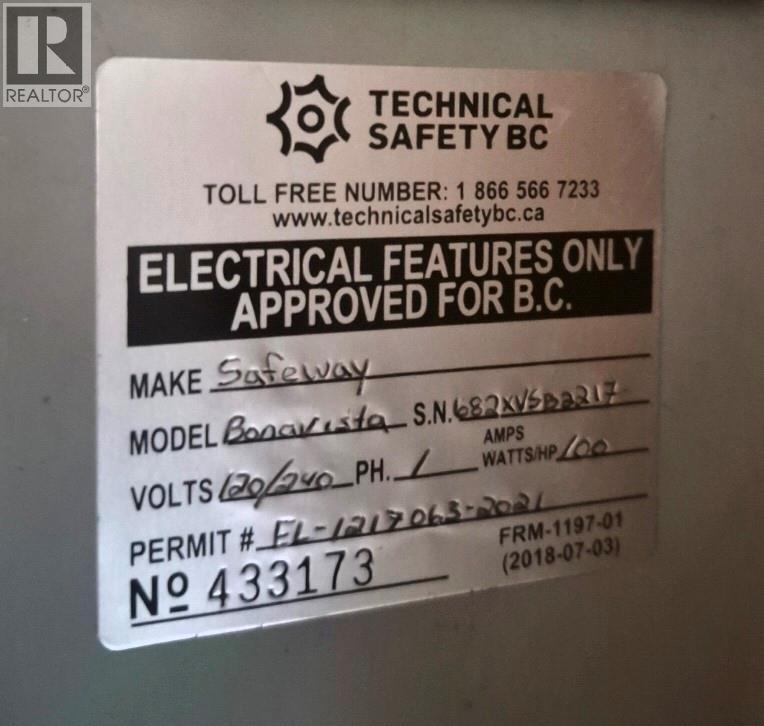 REALTOR®
TECHNICAL
SAFETY BC
TOLL FREE NUMBER: 1 866 566 7233
www.technicalsafetybc.ca
ELECTRICAL FEATURES ONLY
APPROVED FOR B.C.
MAKE Safeway
MODEL Bonavista S.N. 682XVSB2217
VOLTS 120/240 PH. 1 AMPS WATTS/HP 100
PERMIT # EL-1217063-2021
FRM-1197-01
(2018-07-03)
Nº 433173